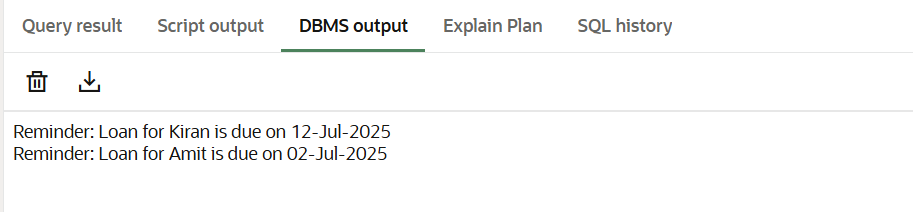 Query result Script output DBMS output Explain Plan SQL history
Reminder: Loan for Kiran is due on 12-Jul-2025
Reminder: Loan for Amit is due on 02-Jul-2025